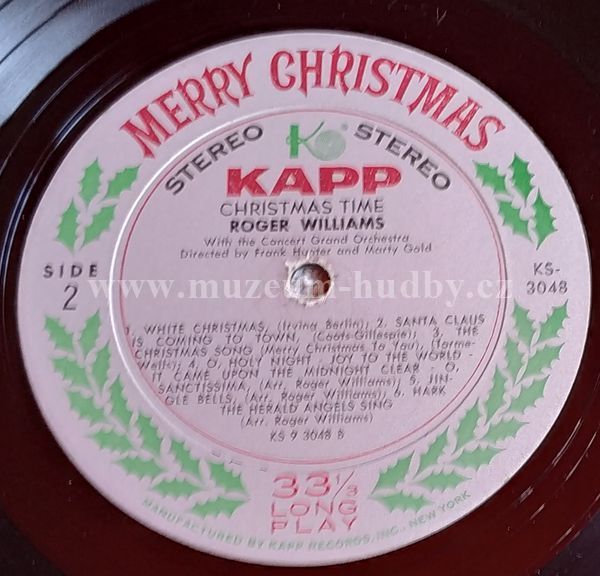 MERRY CHRISTMAS
STEREO STEREO
KAPP
CHRISTMAS TIME
ROGER WILLIAMS
With the Concert Grand Orchestra
Directed by Frank Hunter and Marty Gold
SIDE
2
KS-
3048
www.muzeum-hudby.cz
1. WHITE CHRISTMAS, (Irving Berlin); 2. SANTA CLAUS
IS COMING TO TOWN, (Coots-Gillespie); 3. THE
CHRISTMAS SONG (Merry Christmas To You), (Torme-
Wells); 4. O, HOLY NIGHT - JOY TO THE WORLD -
CAME UPON THE MIDNIGHT CLEAR - O,
SANCTISSIMA, (Arr. Roger Williams); 5. JIN-
GLE BELLS, (Arr. Roger Williams); 6. HARK
THE HERALD ANGELS SING
(Arr. Roger Williams)
KS 9 3048 B
33 1/3
LONG
PLAY
MANUFACTURED BY KAPP RECORDS, INC., NEW YORK